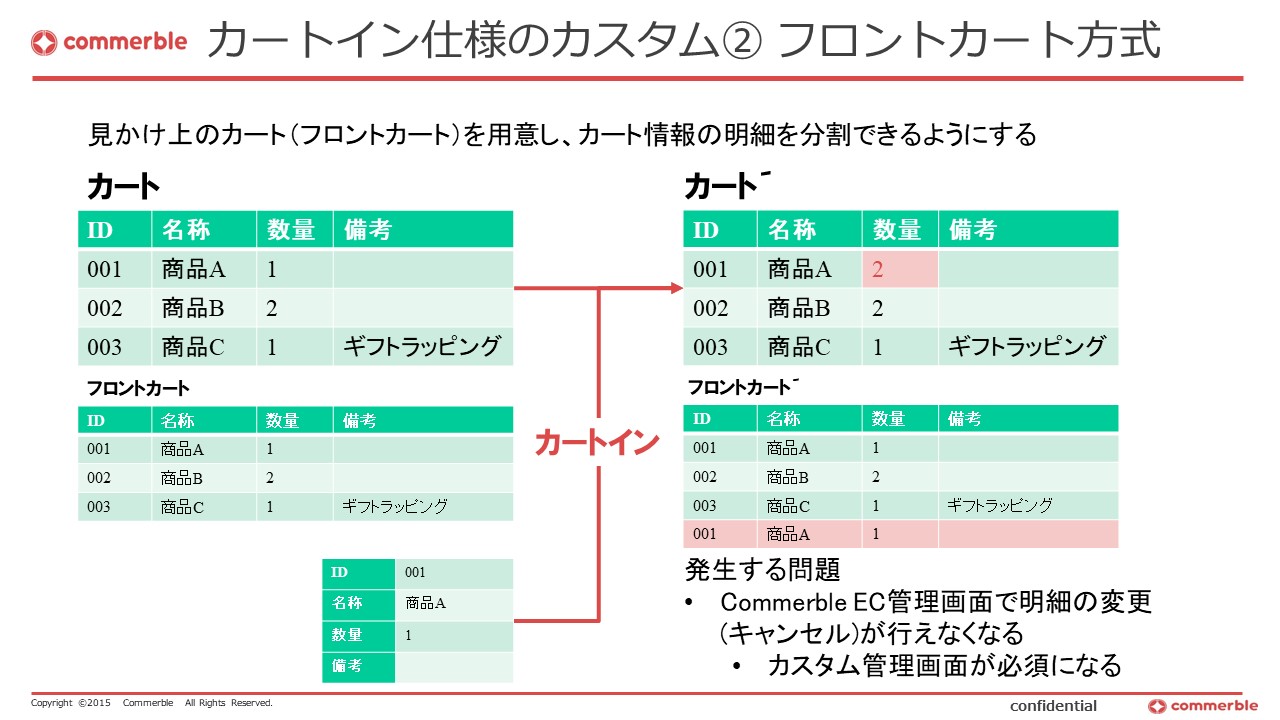 commerble カートイン仕様のカスタム② フロントカート方式
見かけ上のカート(フロントカート)を用意し、カート情報の明細を分割できるようにする
カート
ID 名称 数量 備考
001 商品A 1
002 商品B 2
003 商品C 1 ギフトラッピング
フロントカート
ID 名称 数量 備考
001 商品A 1
002 商品B 2
003 商品C 1 ギフトラッピング
ID 001
名称 商品A
数量 1
備考
カートイン
カート´
ID 名称 数量 備考
001 商品A 2
002 商品B 2
003 商品C 1 ギフトラッピング
フロントカート´
ID 名称 数量 備考
001 商品A 1
002 商品B 2
003 商品C 1 ギフトラッピング
001 商品A 1
発生する問題
• Commerble EC管理画面で明細の変更
(キャンセル)が行えなくなる
• カスタム管理画面が必須になる
Copyright ©2015 Commerble All Rights Reserved.
confidential
commerble